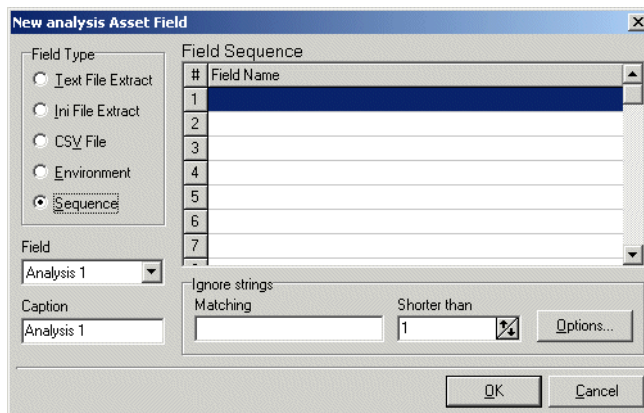 New analysis Asset Field
Field Type
Text File Extract
Ini File Extract
CSV File
Environment
Sequence
Field
Analysis 1
Caption
Analysis 1
Field Sequence
# Field Name
1
2
3
4
5
6
7
Ignore strings
Matching
Shorter than
1
Options...
OK
Cancel